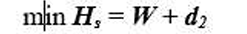 min Hs = W + d2